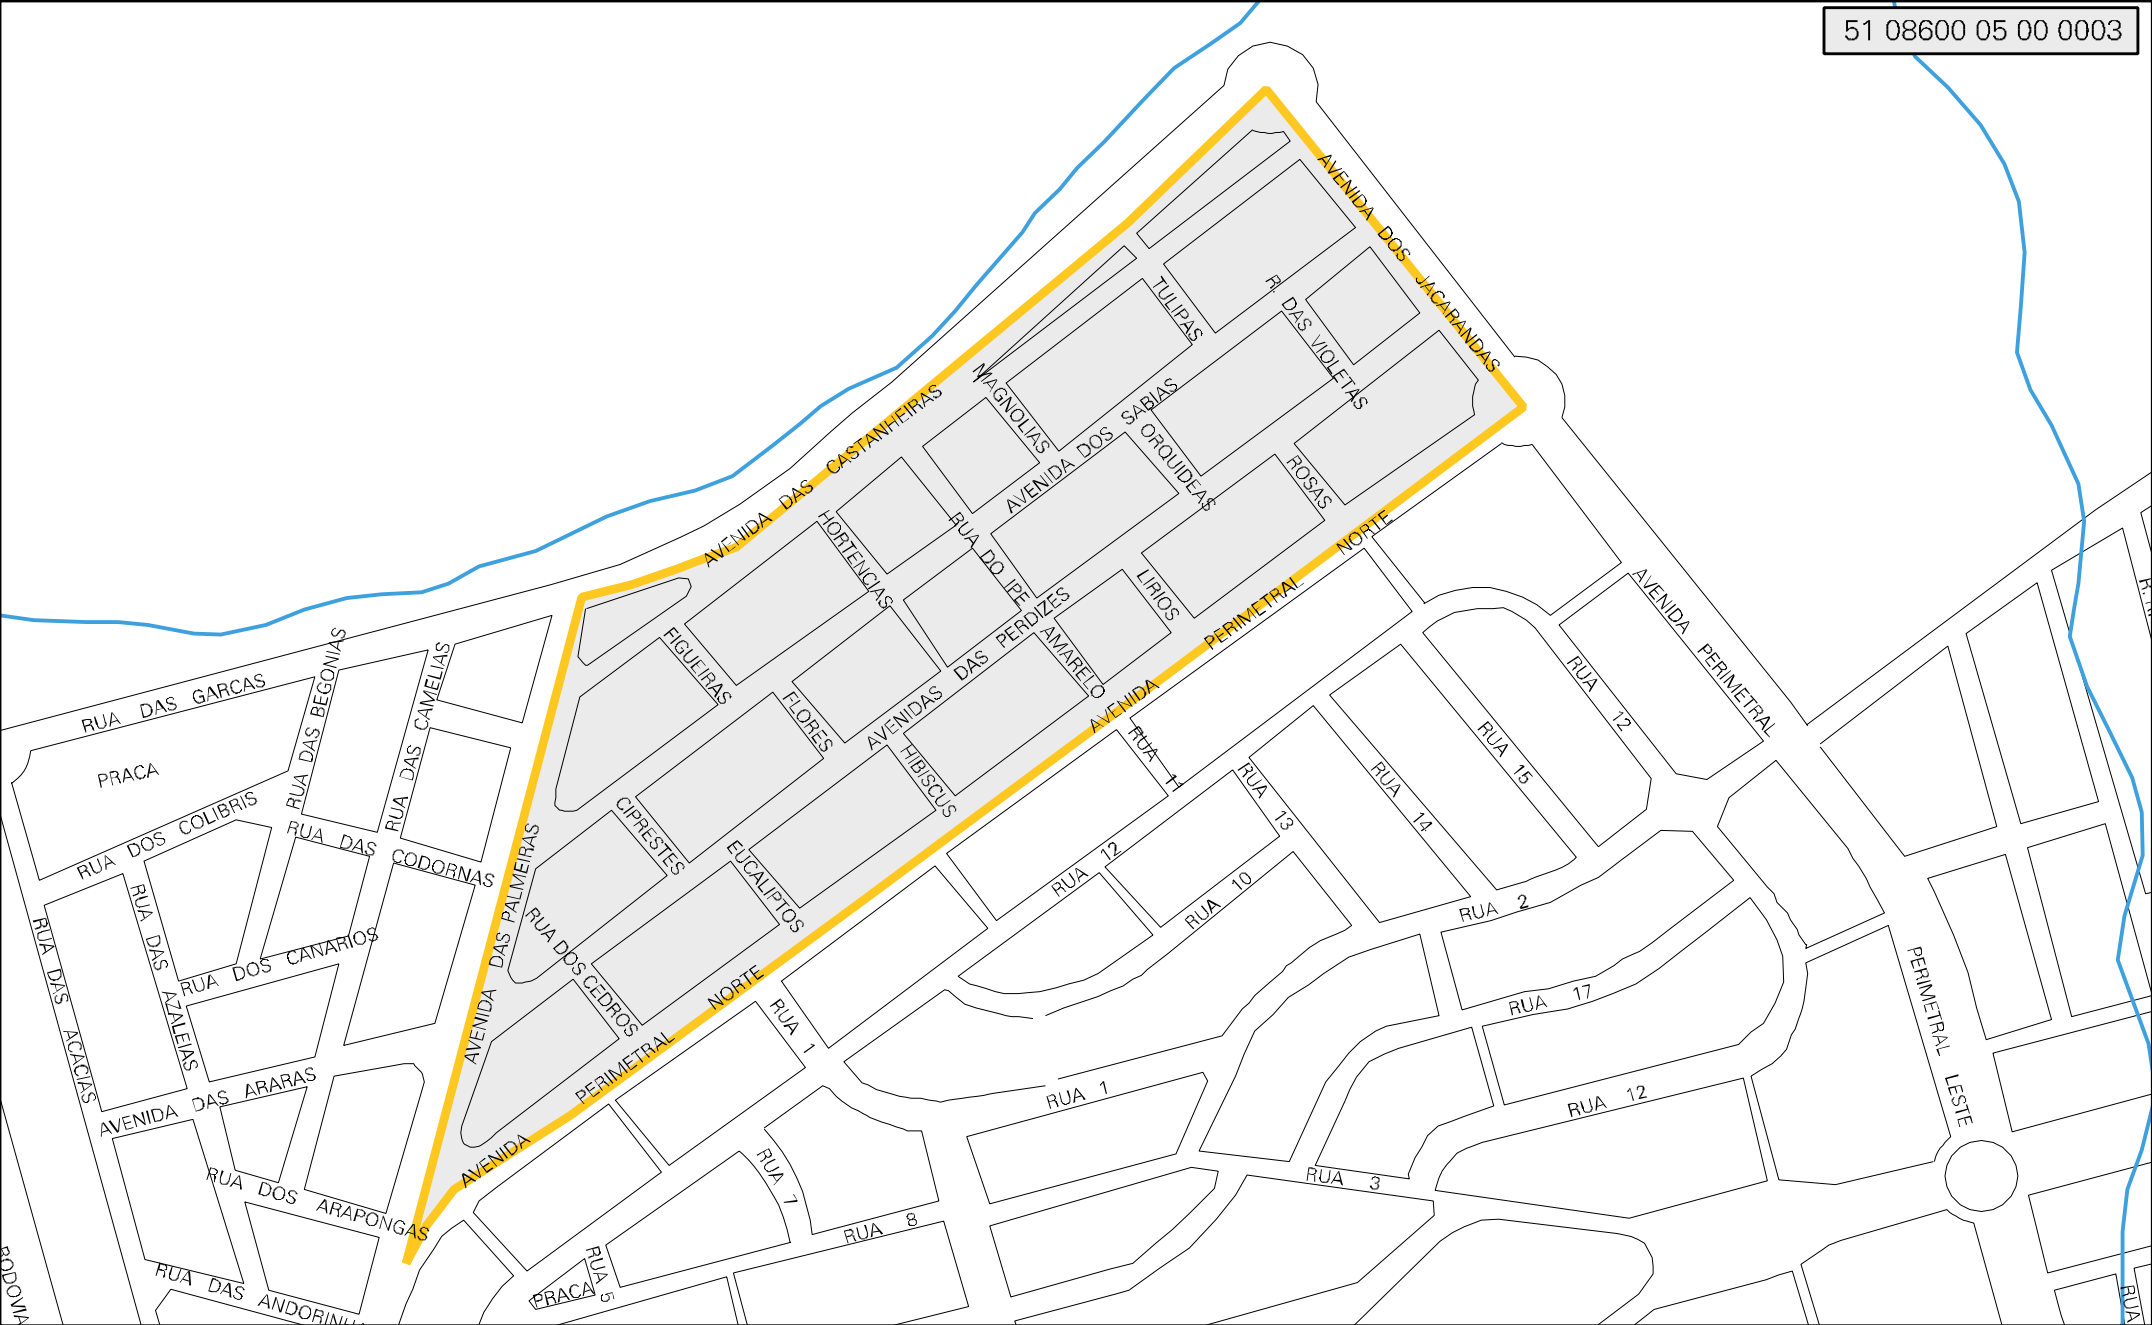 51 08600 05 00 0003
AVENIDA DOS JACARANDAS
TULIPAS
R. DAS VIOLETAS
AVENIDA DAS CASTANHEIRAS
MAGNOLIAS
AVENIDA DOS SABIAS
ORQUIDEAS
ROSAS
HORTENCIAS
RUA DO IPE AMARELO
LIRIOS
AVENIDA PERIMETRAL NORTE
AVENIDA PERIMETRAL
FIGUEIRAS
FLORES
AVENIDAS DAS PERDIZES
HIBISCUS
CIPRESTES
EUCALIPTOS
RUA DOS CEDROS
AVENIDA DAS PALMEIRAS
AVENIDA PERIMETRAL NORTE
RUA DAS GARCAS
RUA DAS BEGONIAS
RUA DAS CAMELIAS
PRACA
RUA DOS COLIBRIS
RUA DAS CODORNAS
RUA DAS AZALEIAS
RUA DOS CANARIOS
RUA DAS ACACIAS
AVENIDA DAS ARARAS
RUA DOS ARAPONGAS
RUA DAS ANDORINH
RODOVIA
RUA 12
RUA 15
RUA 14
RUA 13
RUA 11
RUA 12
RUA 10
RUA 2
RUA 17
RUA 12
RUA 1
RUA 1
RUA 3
RUA 7
RUA 8
RUA 5
PRACA
PERIMETRAL LESTE
RUA